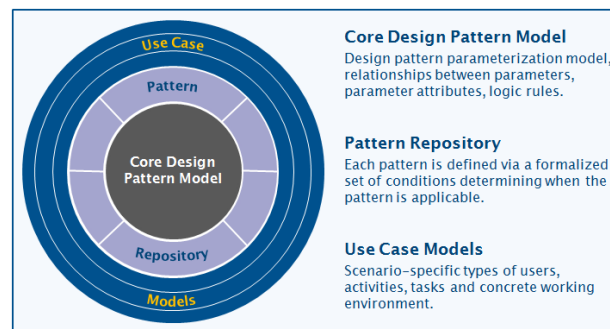 Use Case
Pattern
Core Design
Pattern Model
Repository
Models
Core Design Pattern Model
Design pattern parameterization model,
relationships between parameters,
parameter attributes, logic rules.
Pattern Repository
Each pattern is defined via a formalized
set of conditions determining when the
pattern is applicable.
Use Case Models
Scenario-specific types of users,
activities, tasks and concrete working
environment.